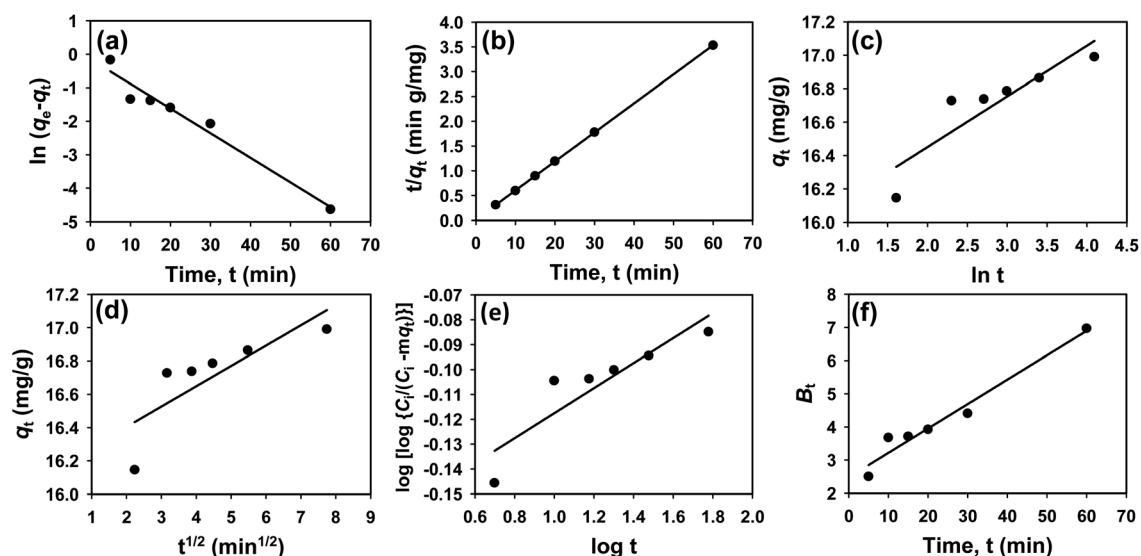 (a)
ln (qe-qt)
1
0
-1
-2
-3
-4
-5
0 10 20 30 40 50 60 70
Time, t (min)
(b)
t/qt (min g/mg)
4.0
3.5
3.0
2.5
2.0
1.5
1.0
0.5
0.0
0 10 20 30 40 50 60 70
Time, t (min)
(c)
qt (mg/g)
17.2
17.0
16.8
16.6
16.4
16.2
16.0
1.0 1.5 2.0 2.5 3.0 3.5 4.0 4.5
ln t
(d)
qt (mg/g)
17.2
17.0
16.8
16.6
16.4
16.2
16.0
1 2 3 4 5 6 7 8 9
t1/2 (min1/2)
(e)
log [log {Ci/(Ci -mqt)}]
-0.07
-0.08
-0.09
-0.10
-0.11
-0.12
-0.13
-0.14
-0.15
0.6 0.8 1.0 1.2 1.4 1.6 1.8 2.0
log t
(f)
Bt
8
7
6
5
4
3
2
0 10 20 30 40 50 60 70
Time, t (min)